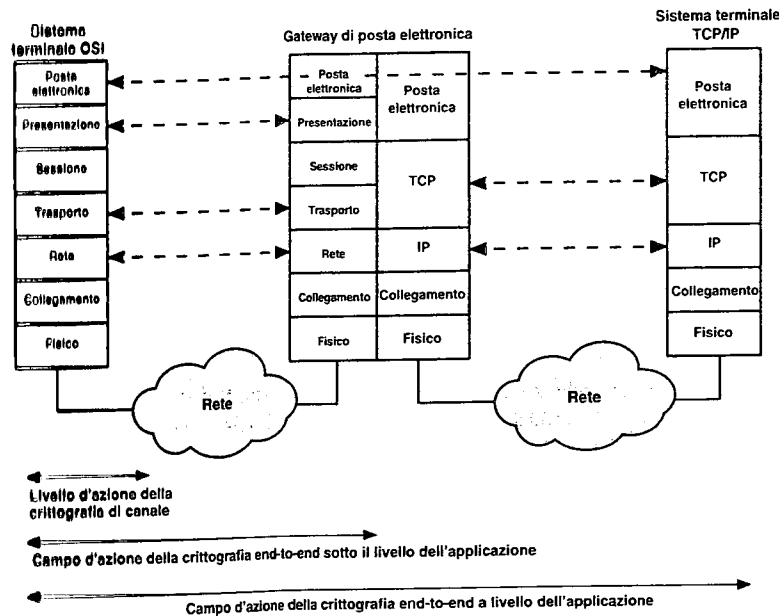 Sistema
terminale OSI
Posta
elettronica
Presentazione
Sessione
Trasporto
Rete
Collegamento
Fisico
Gateway di posta elettronica
Posta
elettronica
Presentazione
Sessione
Trasporto
Rete
Collegamento
Fisico
Posta
elettronica
TCP
IP
Collegamento
Fisico
Sistema terminale
TCP/IP
Posta
elettronica
TCP
IP
Collegamento
Fisico
Rete
Rete
Livello d'azione della
crittografia di canale
Campo d'azione della crittografia end-to-end sotto il livello dell'applicazione
Campo d'azione della crittografia end-to-end a livello dell'applicazione